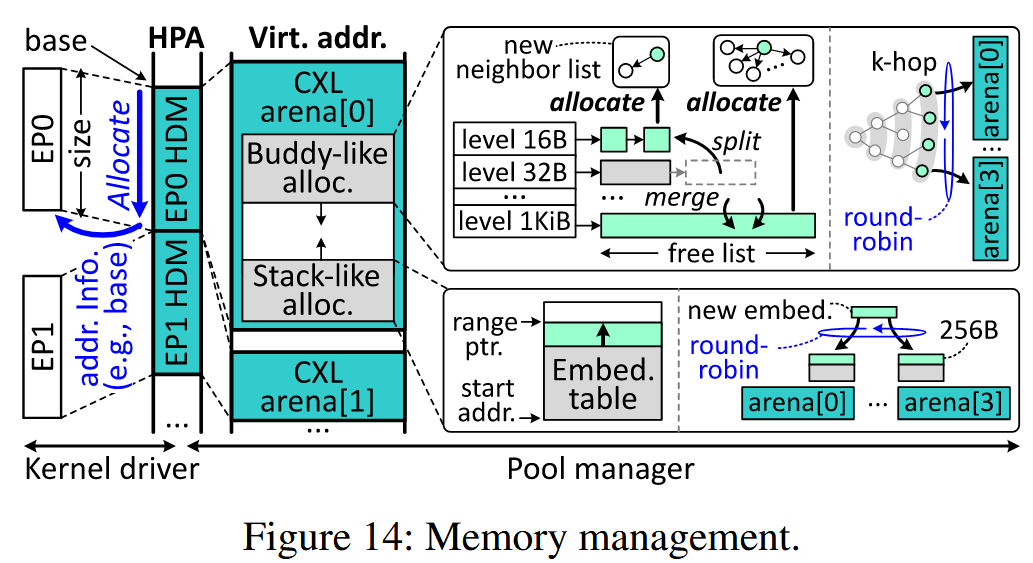 base
HPA
Virt. addr.
EP0
size
Allocate
EP0 HDM
addr. Info.
(e.g., base)
EP1
EP1 HDM
...
CXL
arena[0]
Buddy-like
alloc.
Stack-like
alloc.
CXL
arena[1]
...
new
neighbor list
allocate
allocate
...
level 16B
level 32B
...
level 1KiB
split
...
merge
free list
k-hop
arena[0]
...
arena[3]
round-
robin
range
ptr.
start
addr.
Embed.
table
new embed.
round-
robin
256B
arena[0]
...
arena[3]
Kernel driver
Pool manager
Figure 14: Memory management.